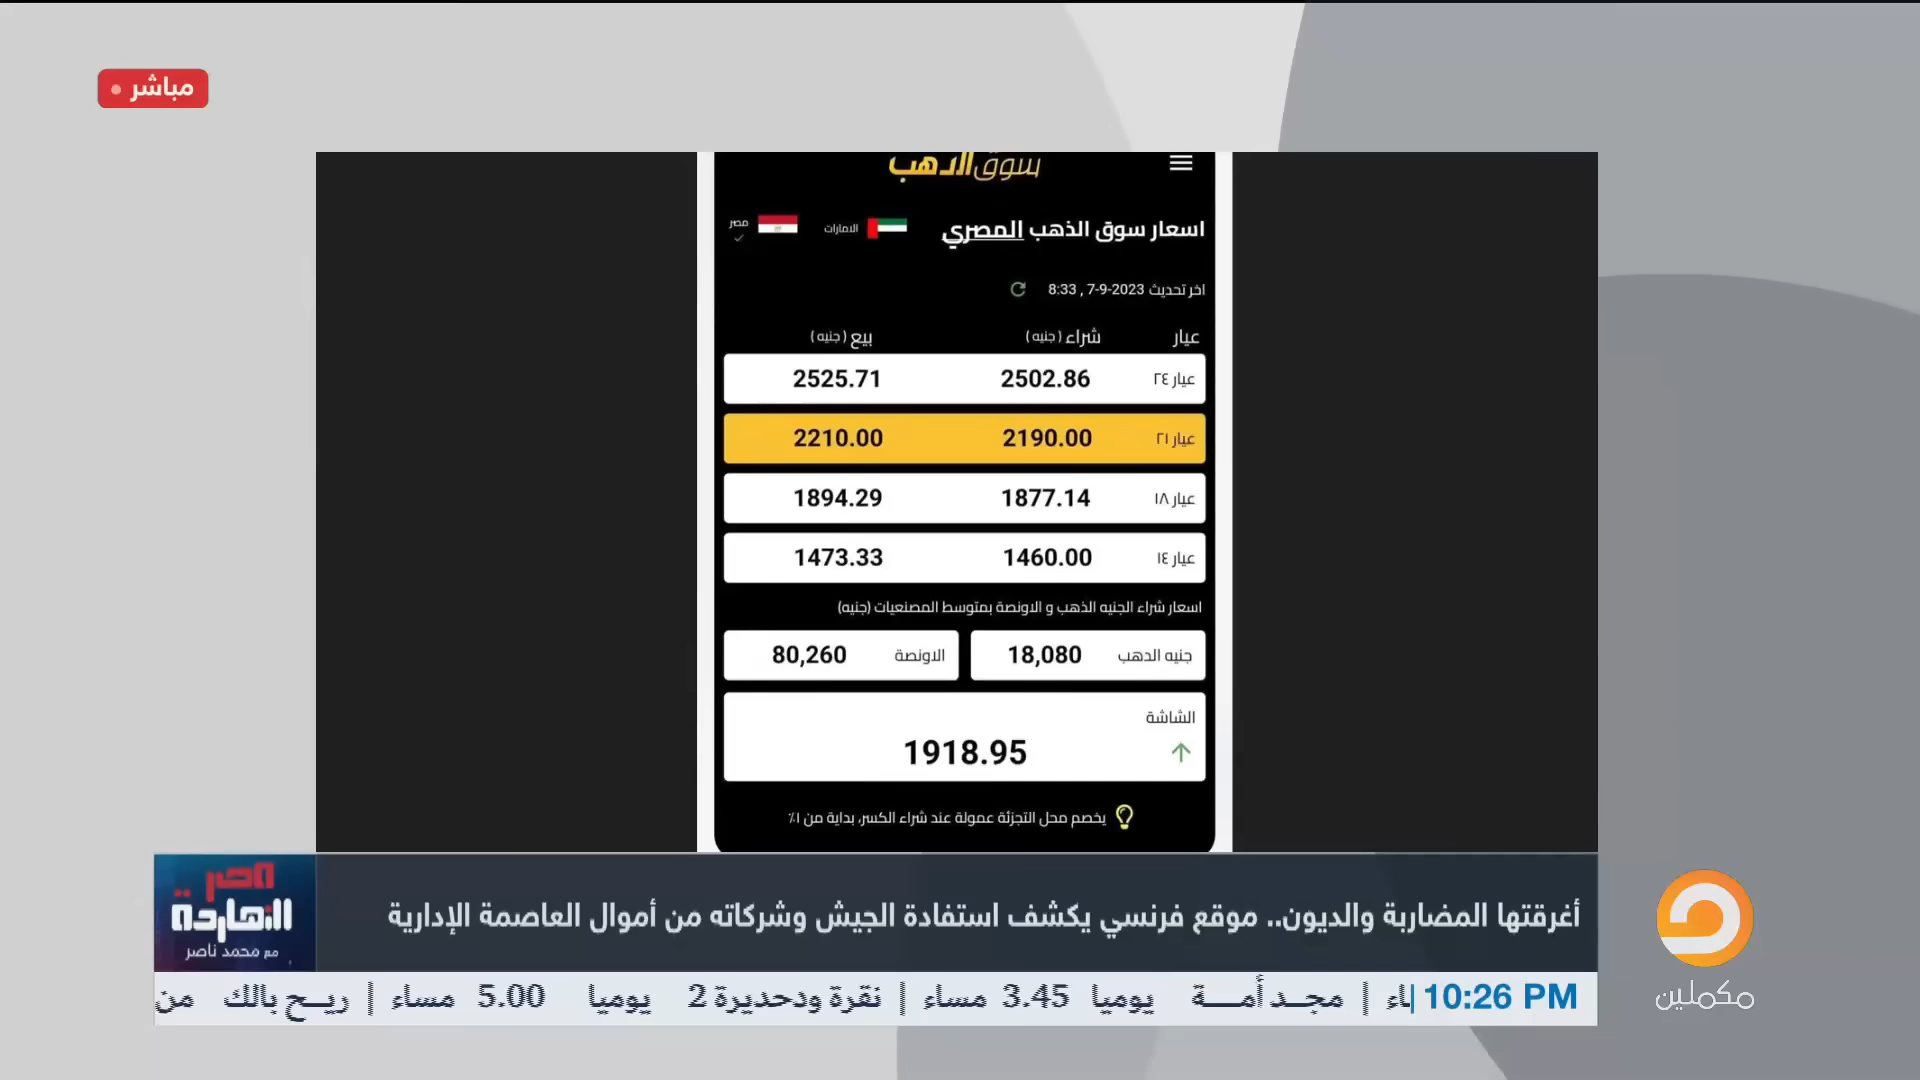 مباشر
سوق الدهب
اسعار سوق الذهب المصري
الامارات
مصر
اخر تحديث 2023-9-7 , 8:33
عيار شراء ( جنيه ) بيع ( جنيه )
عيار ٢٤ 2502.86 2525.71
عيار ٢١ 2190.00 2210.00
عيار ١٨ 1877.14 1894.29
عيار ١٤ 1460.00 1473.33
اسعار شراء الجنيه الذهب و الاونصة بمتوسط المصنعيات (جنيه)
جنيه الدهب 18,080
الاونصة 80,260
الشاشة
1918.95
يخصم محل التجزئة عمولة عند شراء الكسر، بداية من ١٪
مصر
النهاردة
مع محمد ناصر
أغرقتها المضاربة والديون.. موقع فرنسي يكشف استفادة الجيش وشركاته من أموال العاصمة الإدارية
10:26 PM
| مجد أمة يوميا 3.45 مساء | نقرة ودحديرة 2 يوميا 5.00 مساء | ريح بالك من
مكملين